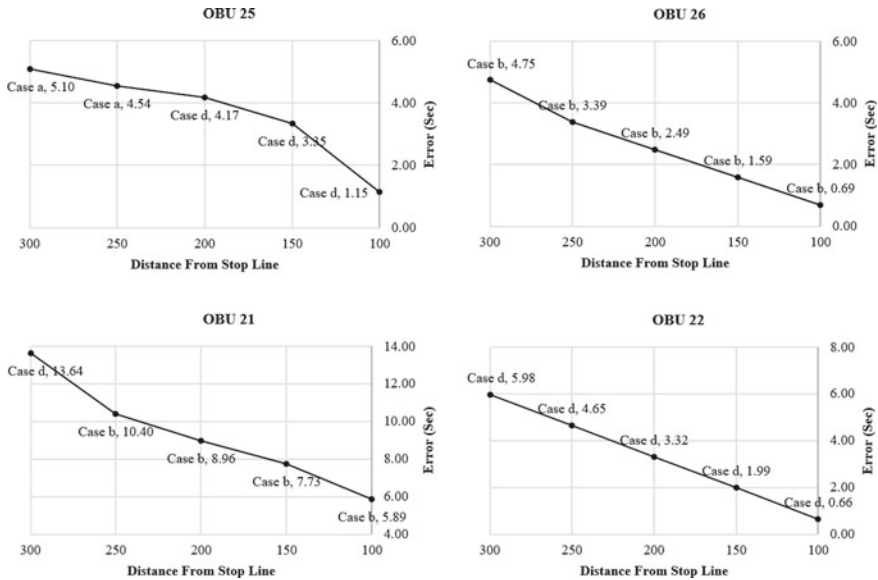 OBU 25
6.00
4.00
2.00
0.00
Error (Sec)
Case a, 5.10
Case a, 4.54
Case d, 4.17
Case d, 3.35
Case d, 1.15
300 250 200 150 100
Distance From Stop Line
OBU 26
6.00
4.00
2.00
0.00
Error (Sec)
Case b, 4.75
Case b, 3.39
Case b, 2.49
Case b, 1.59
Case b, 0.69
300 250 200 150 100
Distance From Stop Line
OBU 21
14.00
12.00
10.00
8.00
6.00
4.00
Error (Sec)
Case d, 13.64
Case b, 10.40
Case b, 8.96
Case b, 7.73
Case b, 5.89
300 250 200 150 100
Distance From Stop Line
OBU 22
8.00
6.00
4.00
2.00
0.00
Error (Sec)
Case d, 5.98
Case d, 4.65
Case d, 3.32
Case d, 1.99
Case d, 0.66
300 250 200 150 100
Distance From Stop Line